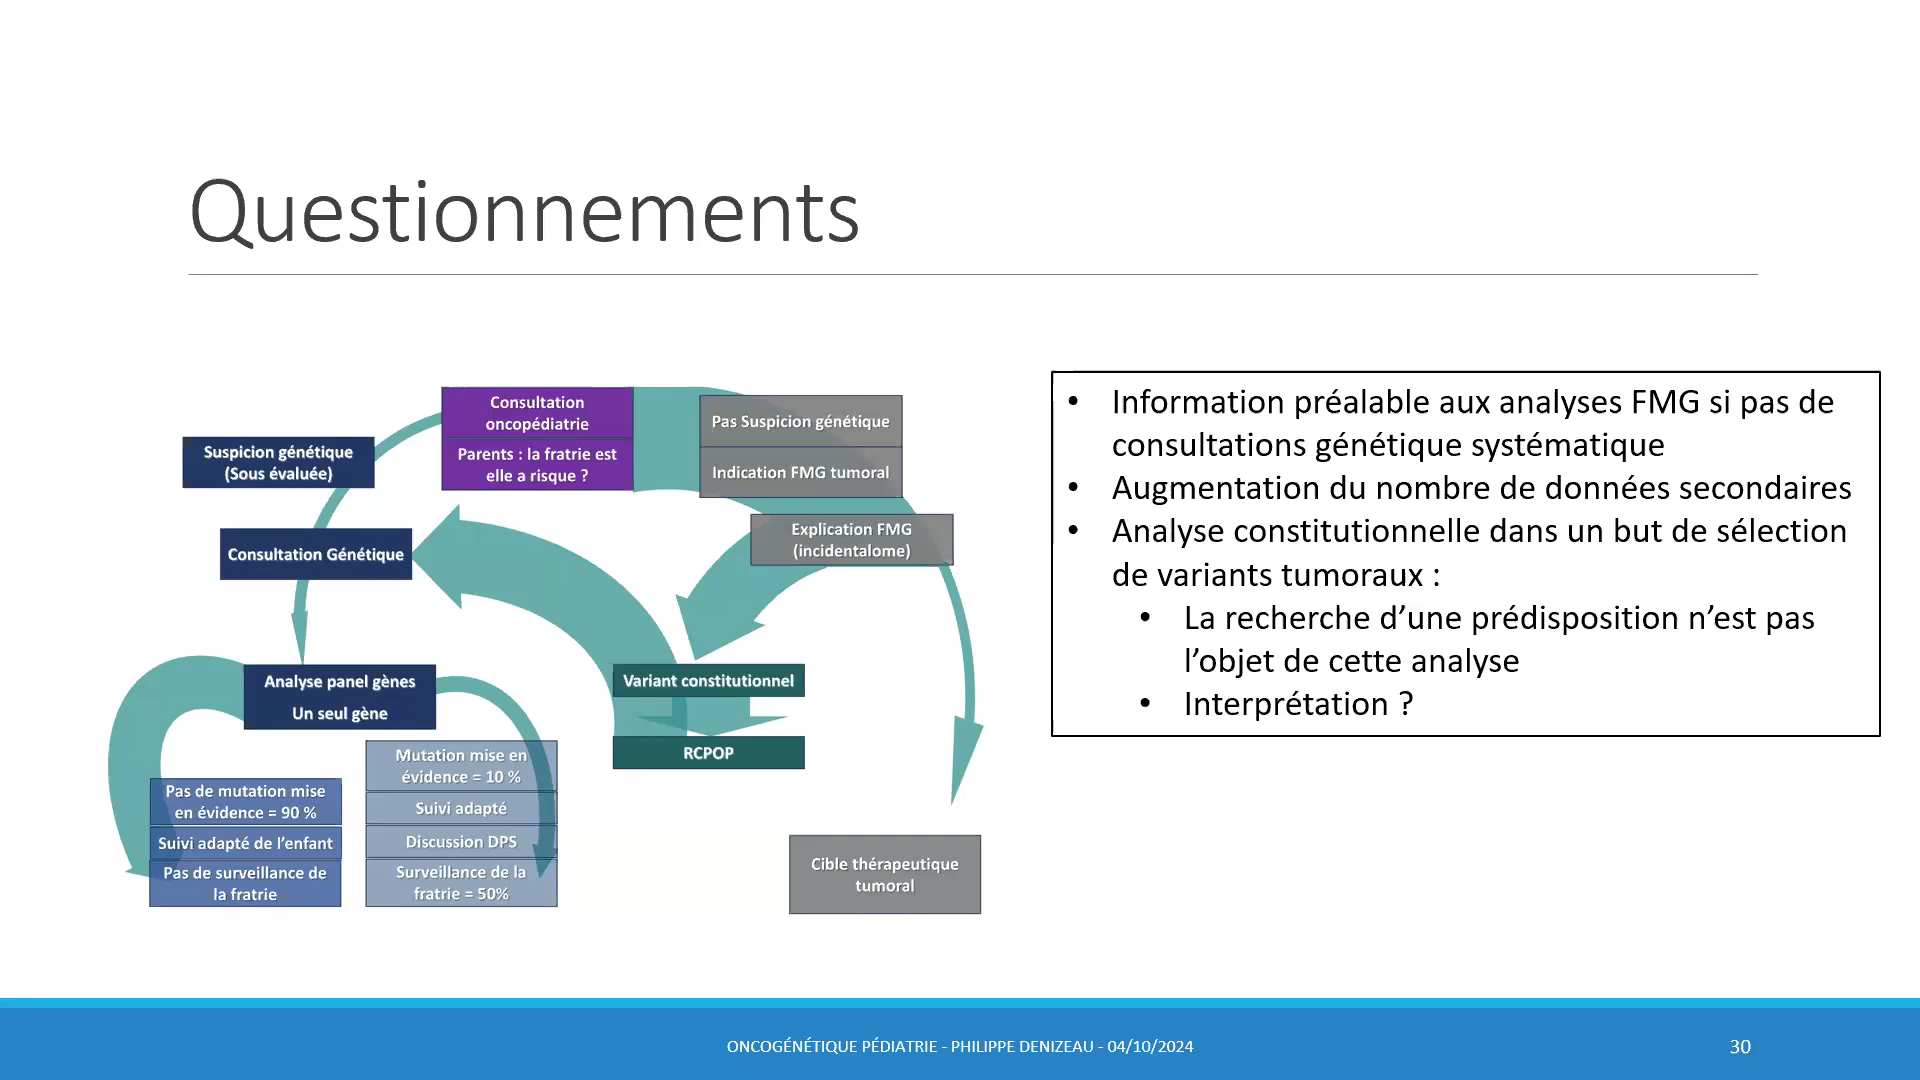 Questionnements
Consultation
oncopédiatrie
Parents : la fratrie est
elle a risque ?
Suspicion génétique
(Sous évaluée)
Consultation Génétique
Analyse panel gènes
Un seul gène
Pas de mutation mise
en évidence = 90 %
Suivi adapté de l’enfant
Pas de surveillance de
la fratrie
Mutation mise en
évidence = 10 %
Suivi adapté
Discussion DPS
Surveillance de la
fratrie = 50%
Pas Suspicion génétique
Indication FMG tumoral
Explication FMG
(incidentalome)
Variant constitutionnel
RCPOP
Cible thérapeutique
tumoral
• Information préalable aux analyses FMG si pas de
consultations génétique systématique
• Augmentation du nombre de données secondaires
• Analyse constitutionnelle dans un but de sélection
de variants tumoraux :
• La recherche d’une prédisposition n’est pas
l’objet de cette analyse
• Interprétation ?
ONCOGÉNÉTIQUE PÉDIATRIE - PHILIPPE DENIZEAU - 04/10/2024
30